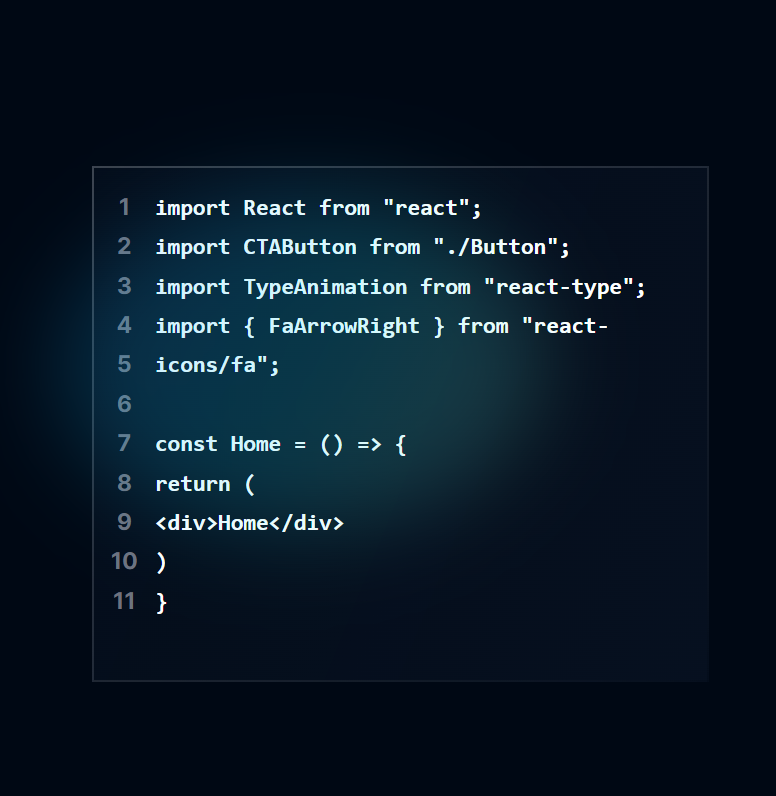 1 import React from "react";
2 import CTAButton from "./Button";
3 import TypeAnimation from "react-type";
4 import { FaArrowRight } from "react-
5 icons/fa";
6
7 const Home = () => {
8 return (
9 <div>Home</div>
10 )
11 }